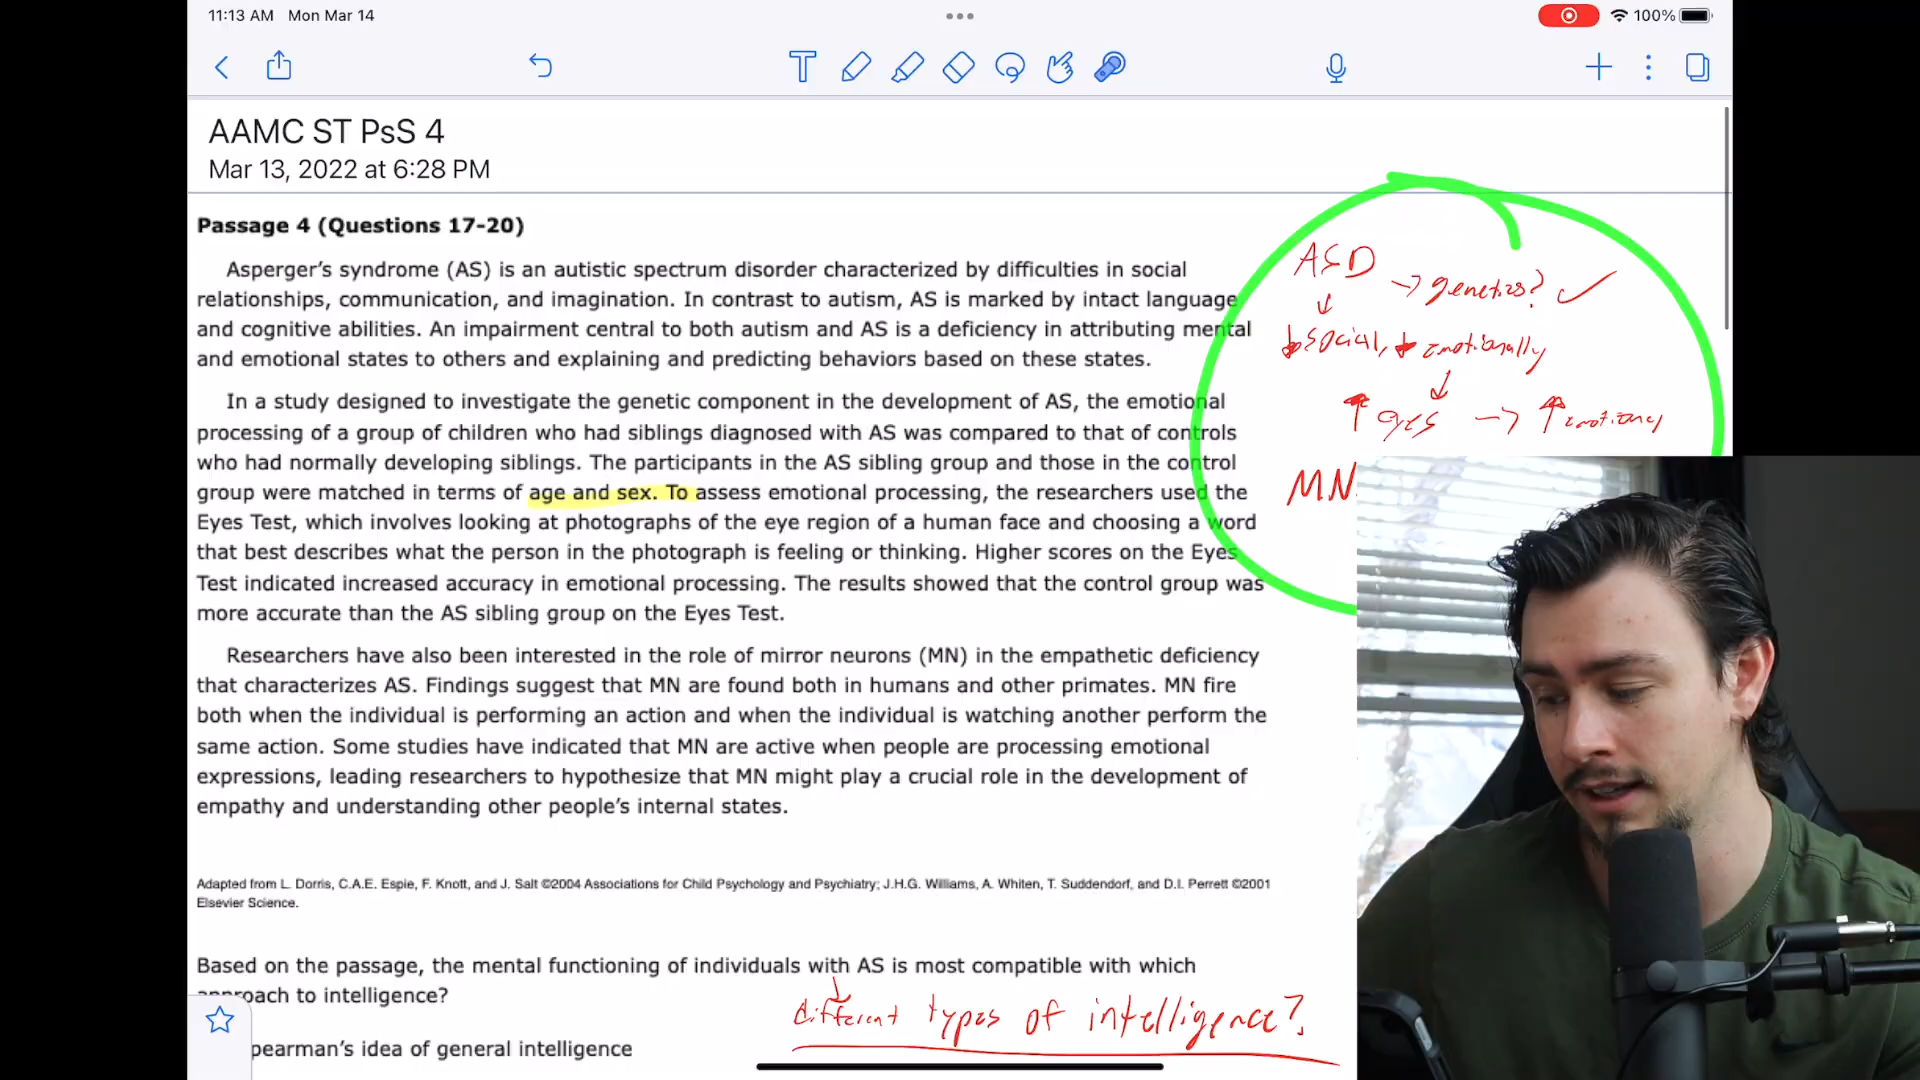 11:13 AM Mon Mar 14
100%
T
AAMC ST PsS 4
Mar 13, 2022 at 6:28 PM
Passage 4 (Questions 17-20)
Asperger's syndrome (AS) is an autistic spectrum disorder characterized by difficulties in social
relationships, communication, and imagination. In contrast to autism, AS is marked by intact language
and cognitive abilities. An impairment central to both autism and AS is a deficiency in attributing mental
and emotional states to others and explaining and predicting behaviors based on these states.
In a study designed to investigate the genetic component in the development of AS, the emotional
processing of a group of children who had siblings diagnosed with AS was compared to that of controls
who had normally developing siblings. The participants in the AS sibling group and those in the control
group were matched in terms of age and sex. To assess emotional processing, the researchers used the
Eyes Test, which involves looking at photographs of the eye region of a human face and choosing a word
that best describes what the person in the photograph is feeling or thinking. Higher scores on the Eyes
Test indicated increased accuracy in emotional processing. The results showed that the control group was
more accurate than the AS sibling group on the Eyes Test.
Researchers have also been interested in the role of mirror neurons (MN) in the empathetic deficiency
that characterizes AS. Findings suggest that MN are found both in humans and other primates. MN fire
both when the individual is performing an action and when the individual is watching another perform the
same action. Some studies have indicated that MN are active when people are processing emotional
expressions, leading researchers to hypothesize that MN might play a crucial role in the development of
empathy and understanding other people's internal states.
Adapted from L. Dorris, C.A.E. Espie, F. Knott, and J. Salt ©2004 Associations for Child Psychology and Psychiatry; J.H.G. Williams, A. Whiten, T. Suddendorf, and D.I. Perrett ©2001
Elsevier Science.
Based on the passage, the mental functioning of individuals with AS is most compatible with which
approach to intelligence?
pearman's idea of general intelligence
ASD
→ genetics? ✓
↓ social, ↓ emotionally
↑ eyes → ↑
MN
different types of intelligence?